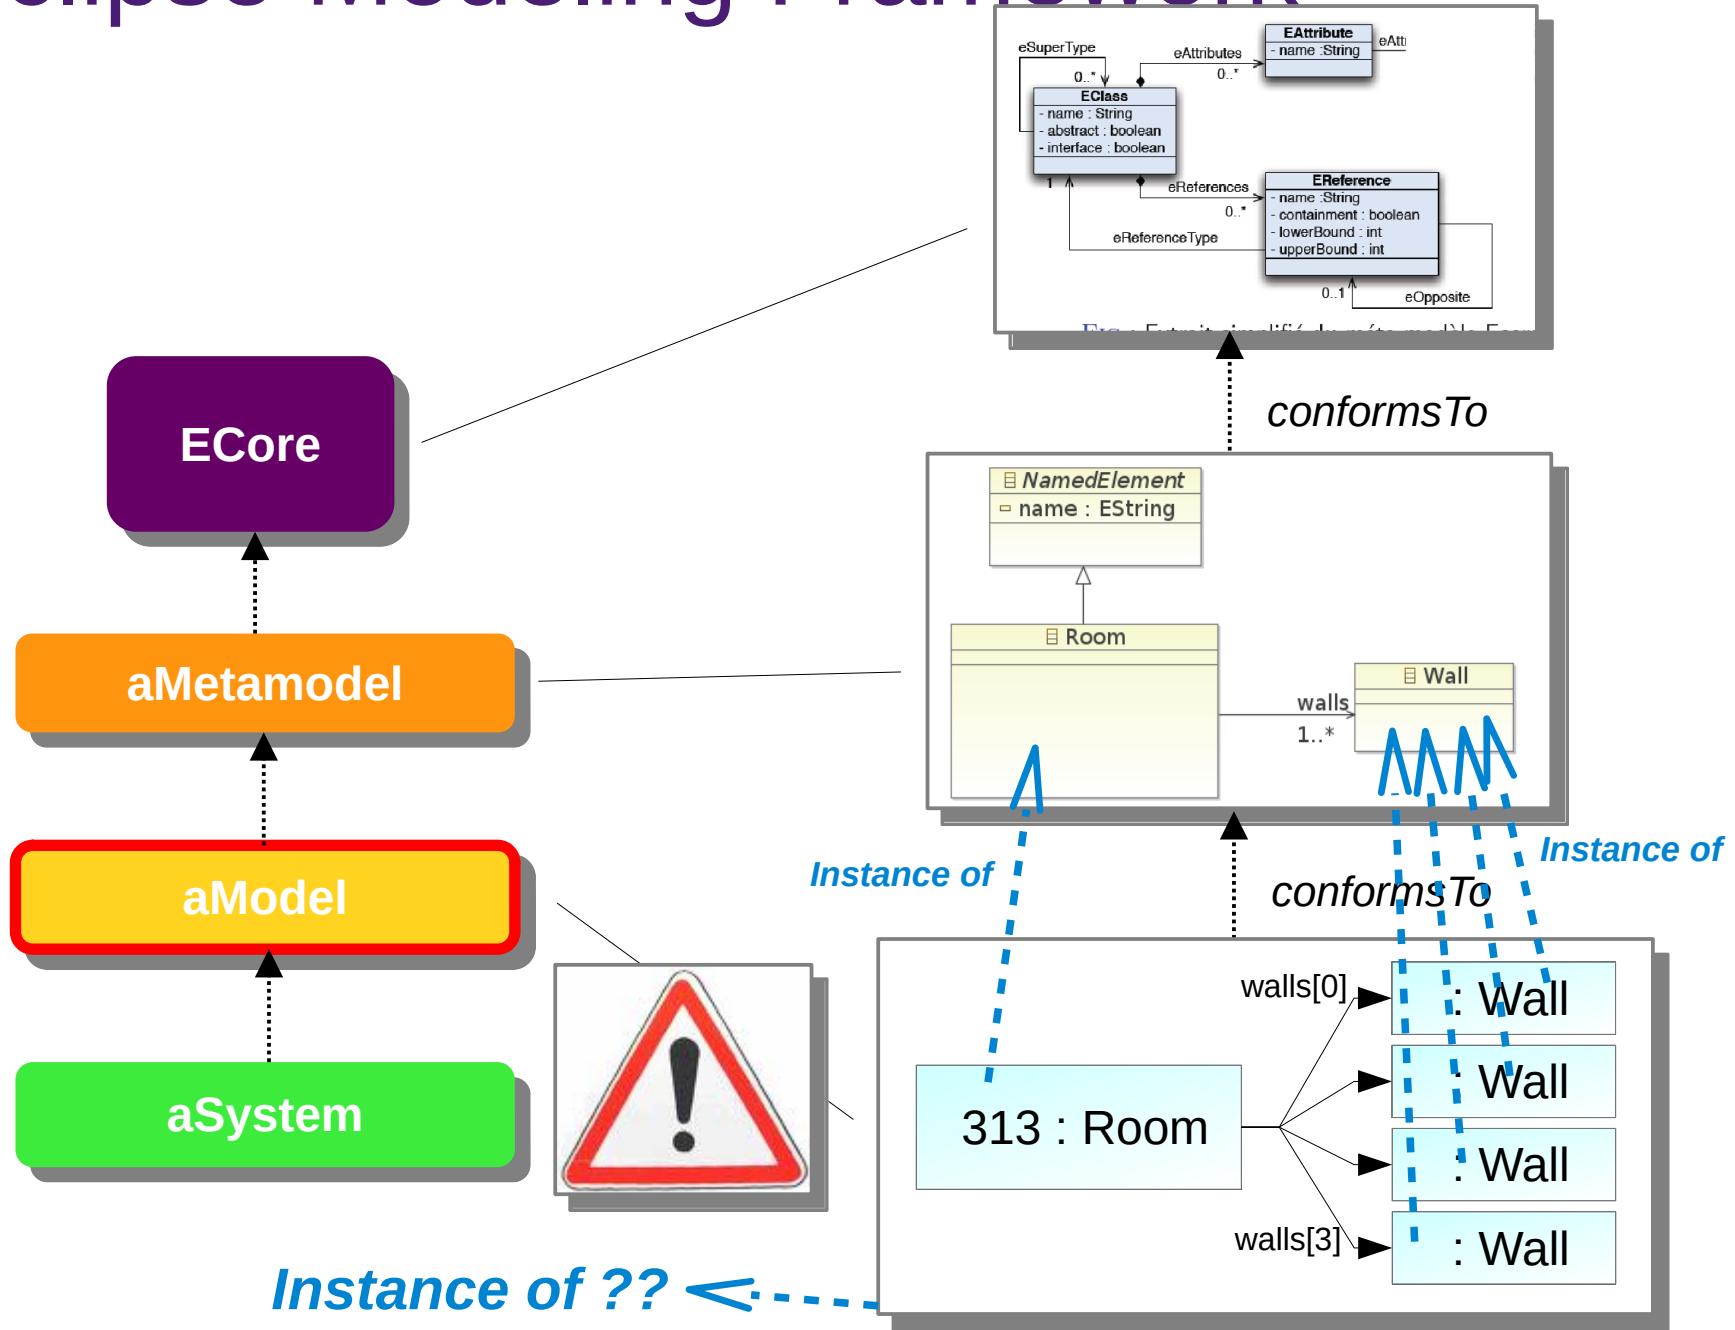 eSuperType
0..*
eAttributes
0..*
EAttribute
- name :String
EClass
- name : String
- abstract : boolean
- interface : boolean
1
eReferences
0..*
eReferenceType
EReference
- name :String
- containment : boolean
- lowerBound : int
- upperBound : int
0..1
eOpposite
ECore
conformsTo
NamedElement
name : EString
Room
aMetamodel
walls
1..*
Wall
Instance of
Instance of
aModel
conformsTo
walls[0]
: Wall
: Wall
313 : Room
: Wall
aSystem
walls[3]
: Wall
Instance of ??